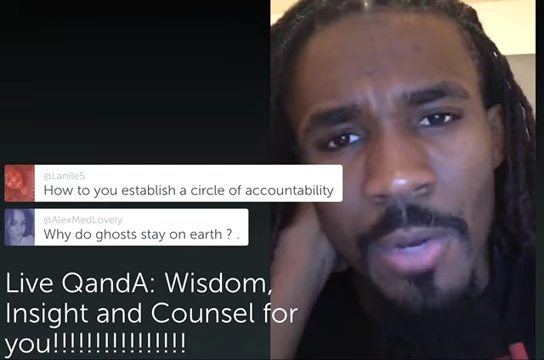 @Lanile5
How to you establish a circle of accountability
@AlexMedLovely
Why do ghosts stay on earth ? .
Live QandA: Wisdom,
Insight and Counsel for
you!!!!!!!!!!!!!!!!